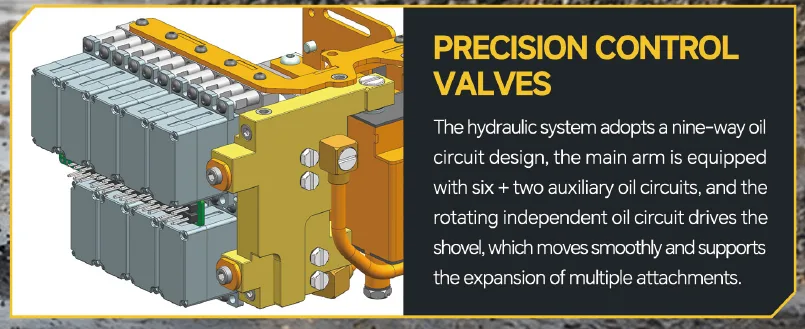 PRECISION CONTROL
VALVES
The hydraulic system adopts a nine-way oil
circuit design, the main arm is equipped
with six + two auxiliary oil circuits, and the
rotating independent oil circuit drives the
shovel, which moves smoothly and supports
the expansion of multiple attachments.